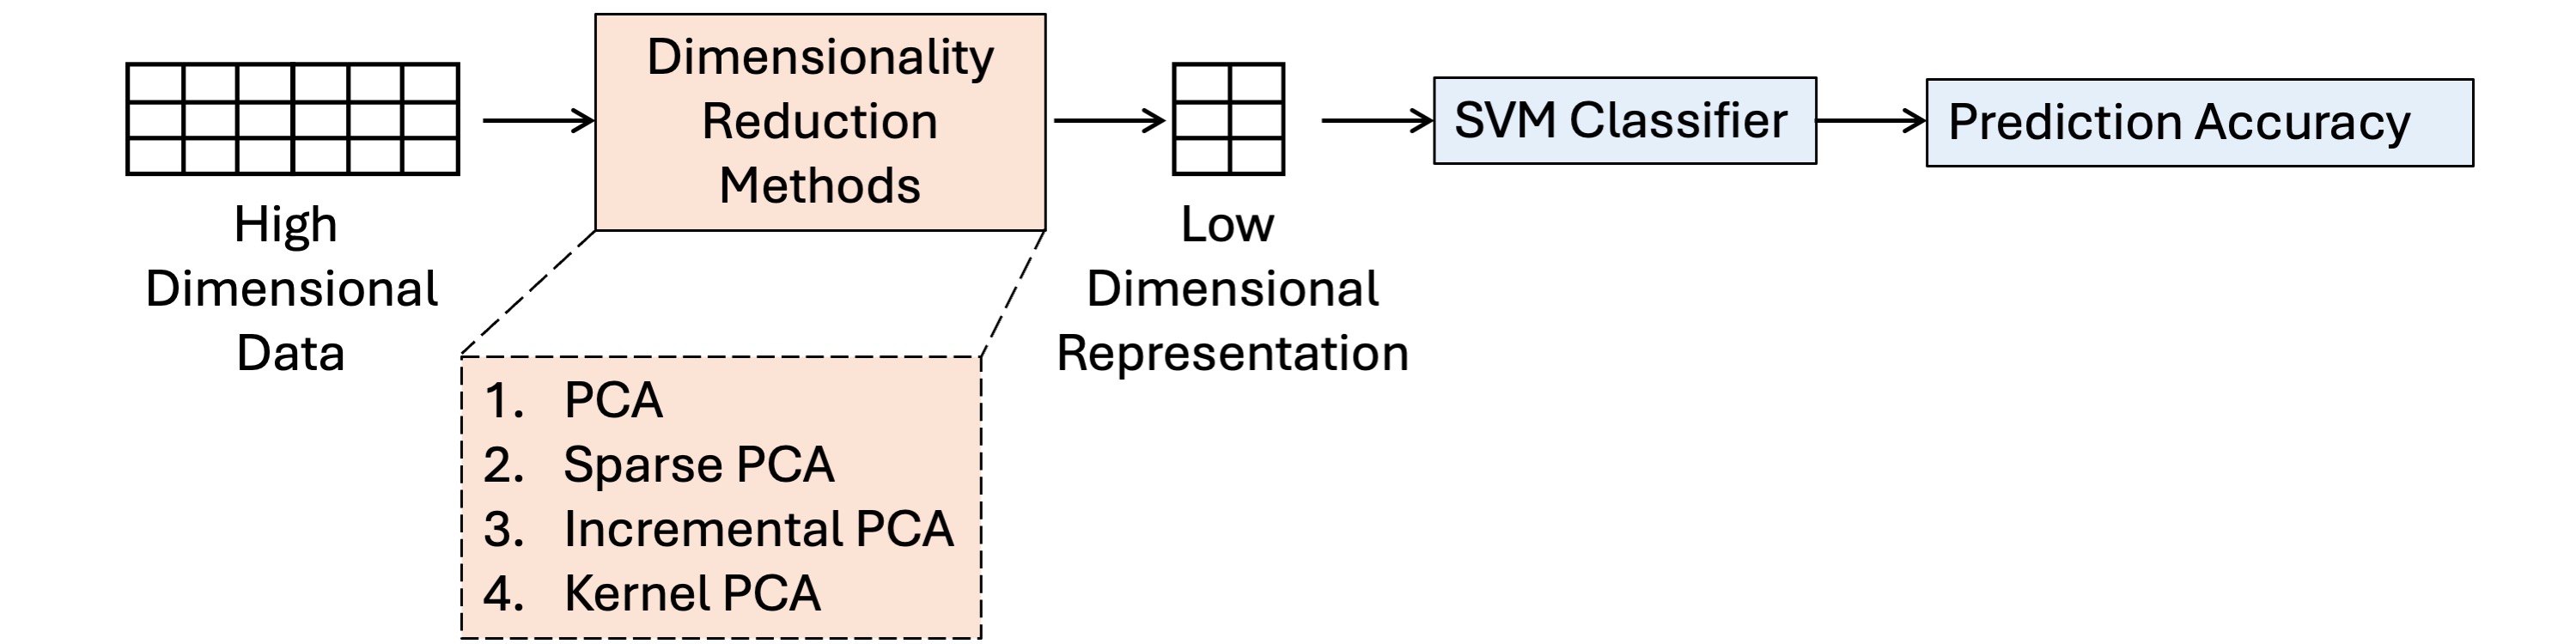 High
Dimensional
Data
Dimensionality
Reduction
Methods
1. PCA
2. Sparse PCA
3. Incremental PCA
4. Kernel PCA
Low
Dimensional
Representation
SVM Classifier
Prediction Accuracy